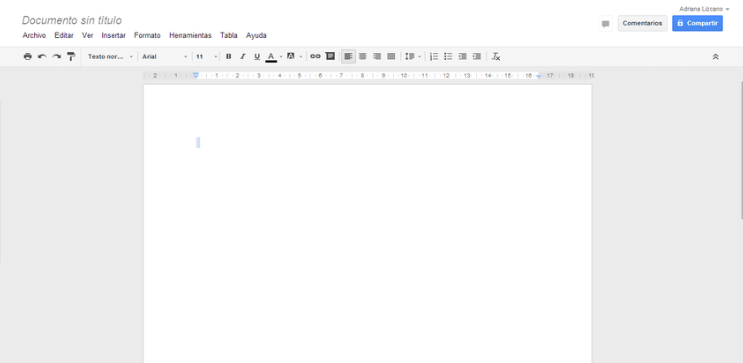 Adriana Lizcano
Documento sin título
Comentarios
Compartir
Archivo Editar Ver Insertar Formato Herramientas Tabla Ayuda
Texto nor... Arial 11 B I U A A
2 1 1 2 3 4 5 6 7 8 9 10 11 12 13 14 15 16 17 18 19